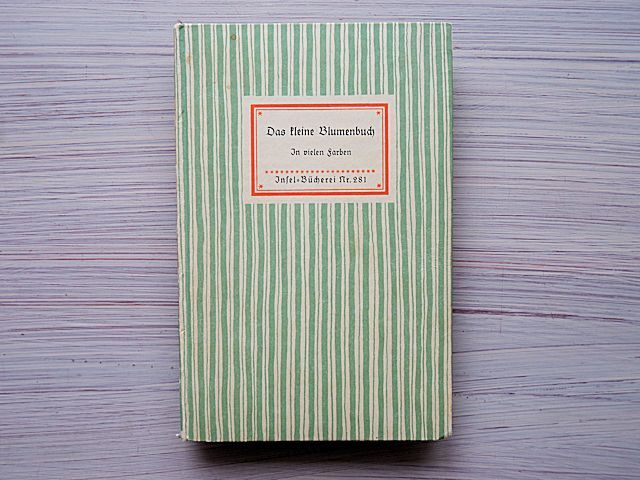 Das kleine Blumenbuch
In vielen Farben
Insel-Bücherei Nr. 281